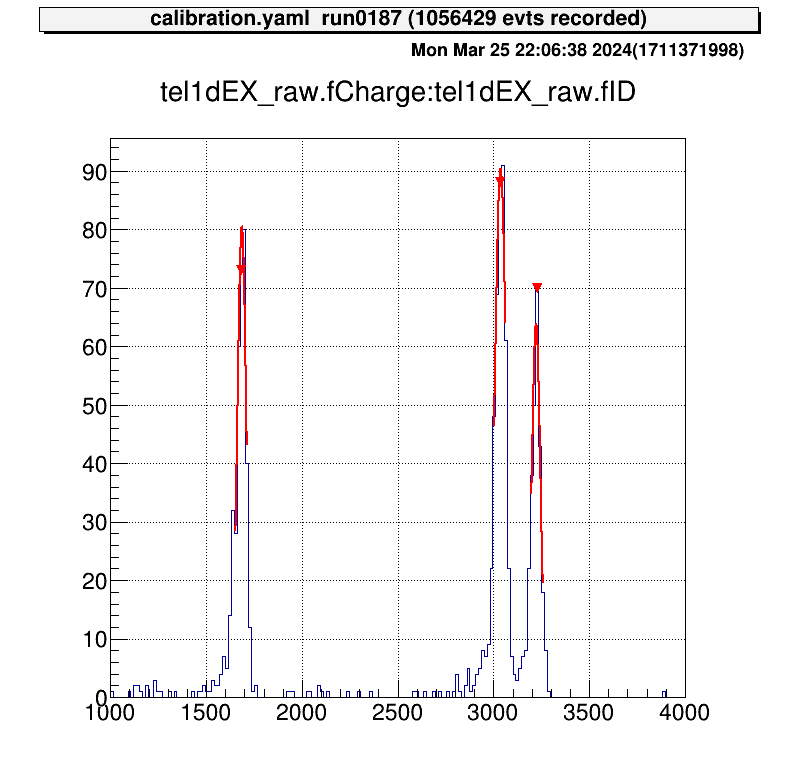 calibration.yaml run0187 (1056429 evts recorded)
Mon Mar 25 22:06:38 2024(1711371998)
tel1dEX_raw.fCharge:tel1dEX_raw.fID
90
80
70
60
50
40
30
20
10
0
1000 1500 2000 2500 3000 3500 4000